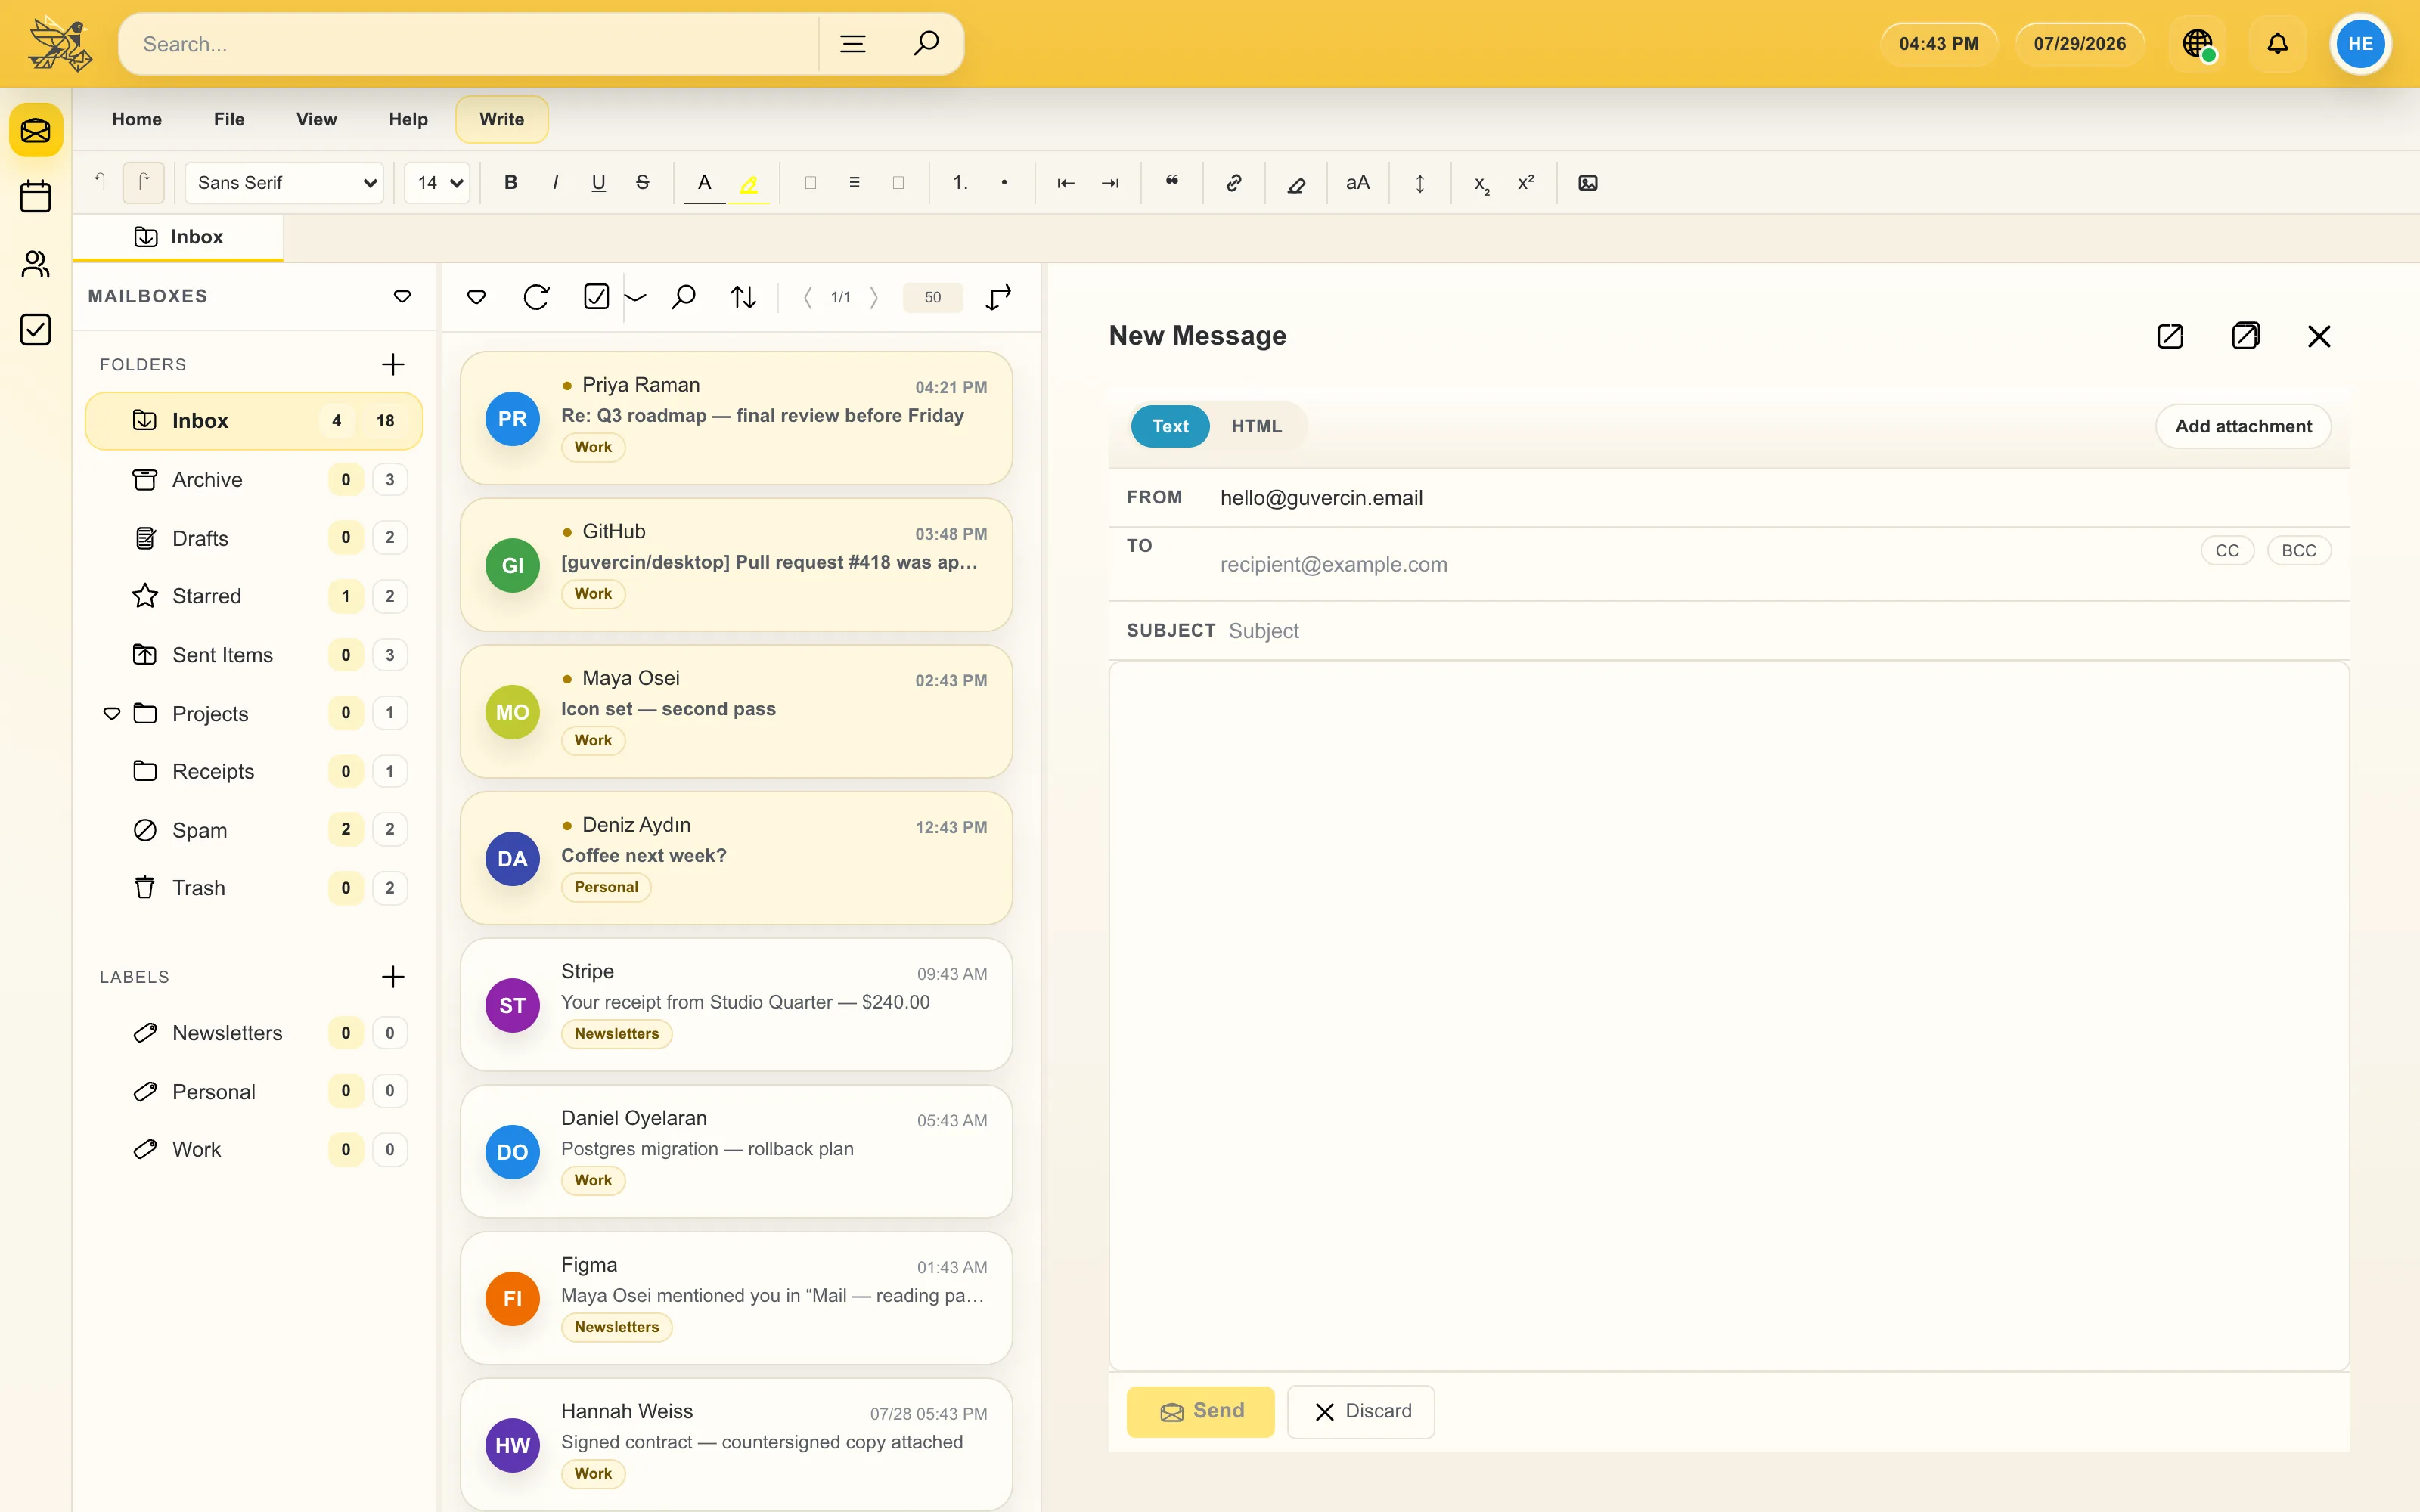 Search...
04:43 PM
07/29/2026
HE
Home
File
View
Help
Write
Sans Serif
14
B
I
U
S
A
1.
•
❝
aA
x₂
x²
Inbox
MAILBOXES
FOLDERS
Inbox 4 18
Archive 0 3
Drafts 0 2
Starred 1 2
Sent Items 0 3
Projects 0 1
Receipts 0 1
Spam 2 2
Trash 0 2
LABELS
Newsletters 0 0
Personal 0 0
Work 0 0
1/1
50
PR
Priya Raman 04:21 PM
Re: Q3 roadmap — final review before Friday
Work
GI
GitHub 03:48 PM
[guvercin/desktop] Pull request #418 was ap...
Work
MO
Maya Osei 02:43 PM
Icon set — second pass
Work
DA
Deniz Aydın 12:43 PM
Coffee next week?
Personal
ST
Stripe 09:43 AM
Your receipt from Studio Quarter — $240.00
Newsletters
DO
Daniel Oyelaran 05:43 AM
Postgres migration — rollback plan
Work
FI
Figma 01:43 AM
Maya Osei mentioned you in “Mail — reading pa...
Newsletters
HW
Hannah Weiss 07/28 05:43 PM
Signed contract — countersigned copy attached
Work
New Message
Text
HTML
Add attachment
FROM hello@guvercin.email
TO recipient@example.com
CC
BCC
SUBJECT Subject
Send
Discard